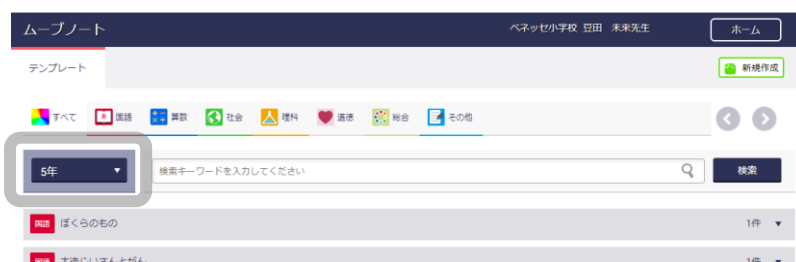 ムーブノート ベネッセ小学校 豆田 未来先生 ホーム
テンプレート 新規作成
すべて 国語 算数 社会 理科 道徳 総合 その他
5年 ▼ 検索キーワードを入力してください 検索
国語 ぼくらのもの 1件 ▼